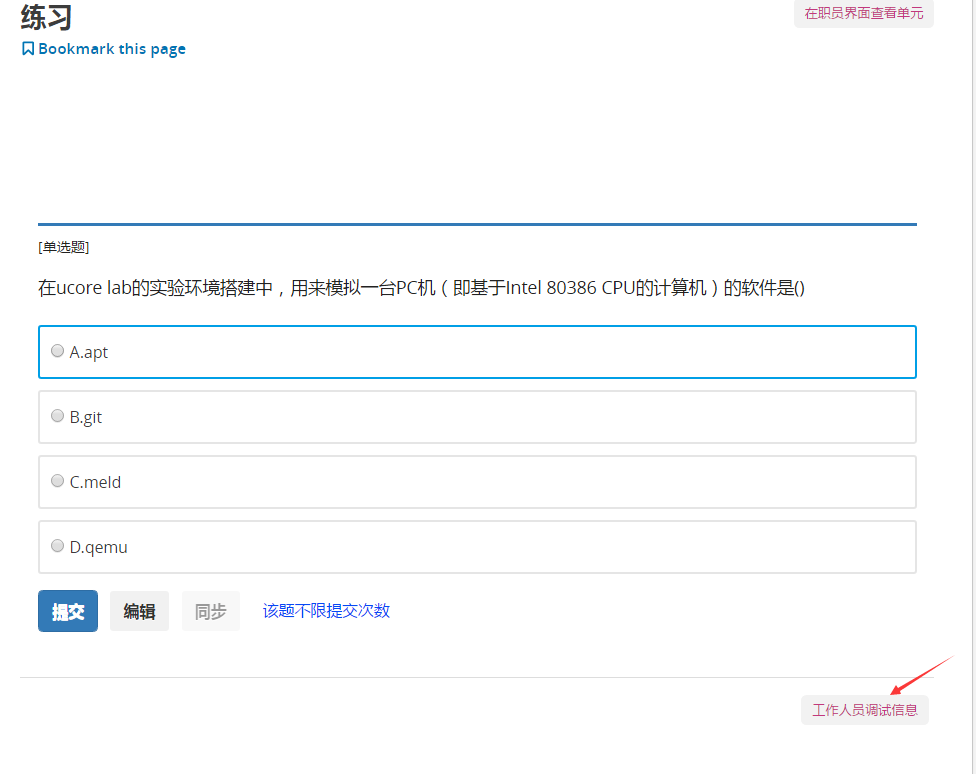 练习
在职员界面查看单元
Bookmark this page
[单选题]
在ucore lab的实验环境搭建中，用来模拟一台PC机（即基于Intel 80386 CPU的计算机）的软件是()
A.apt
B.git
C.meld
D.qemu
提交 编辑 同步 该题不限提交次数
工作人员调试信息